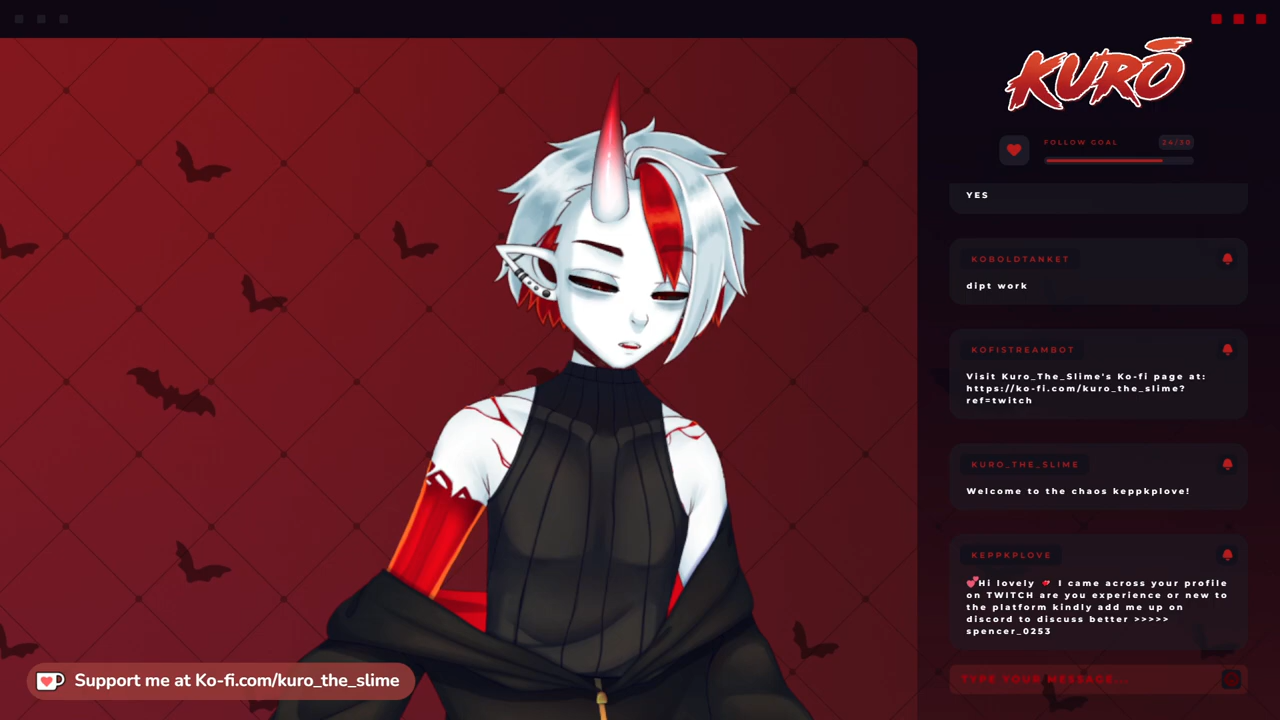 KURO
FOLLOW GOAL
24/30
YES
KOBOLDTANKET
dipt work
KOFISTREAMBOT
Visit Kuro_The_Slime's Ko-fi page at:
https://ko-fi.com/kuro_the_slime?
ref=twitch
KURO_THE_SLIME
Welcome to the chaos keppkplove!
KEPPKPLOVE
💕Hi lovely 💋 I came across your profile
on TWITCH are you experience or new to
the platform kindly add me up on
discord to discuss better >>>>>
spencer_0253
TYPE YOUR MESSAGE...
Support me at Ko-fi.com/kuro_the_slime